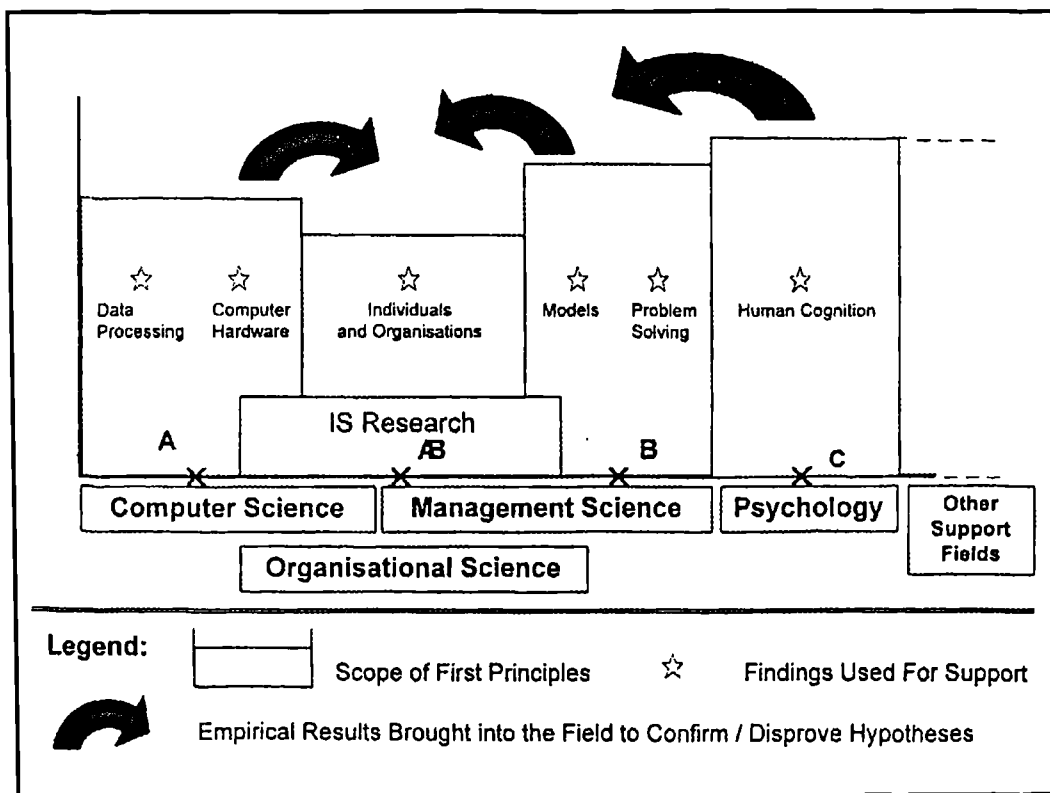 Data
Processing
Computer
Hardware
Individuals
and Organisations
Models
Problem
Solving
Human Cognition
IS Research
A
AB
B
C
Computer Science
Management Science
Psychology
Other
Support
Fields
Organisational Science
Legend:
Scope of First Principles
Findings Used For Support
Empirical Results Brought into the Field to Confirm / Disprove Hypotheses